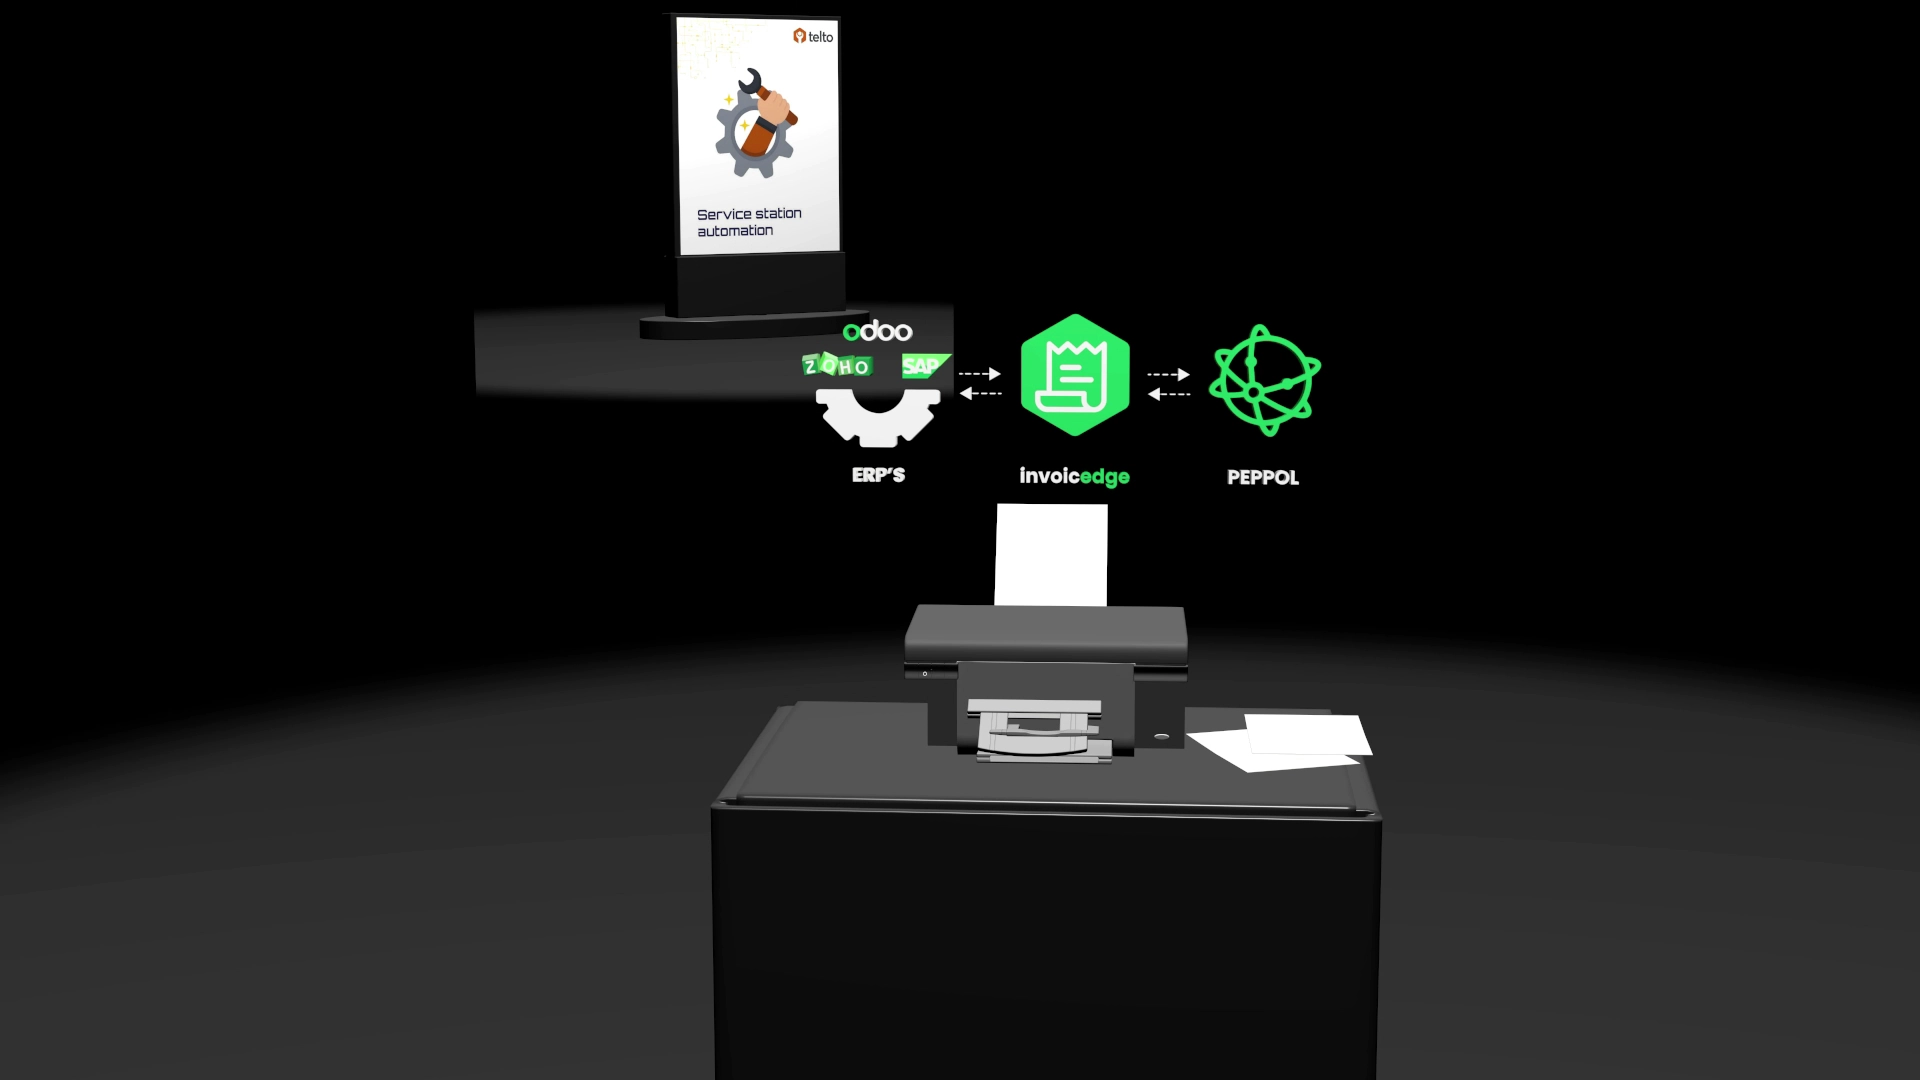 telto
Service station
automation
odoo
ZOHO
SAP
ERP'S
invoicedge
PEPPOL